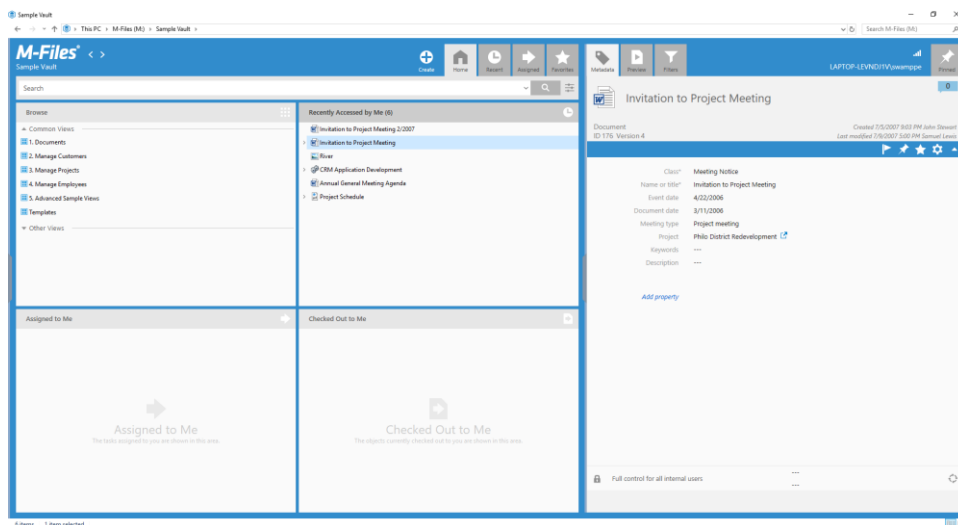 Sample Vault
This PC › M-Files (M:) › Sample Vault ›
Search M-Files (M:)
M-Files®
Sample Vault
Create
Home
Recent
Assigned
Favorites
Metadata
Preview
Filters
LAPTOP-LEVNDJ1V\uwamppe
Pinned
Search
0
Invitation to Project Meeting
Document
ID 176 Version 4
Created 7/5/2007 9:03 PM John Stewart
Last modified 7/9/2007 5:00 PM Samuel Lewis
Browse
Common Views
1. Documents
2. Manage Customers
3. Manage Projects
4. Manage Employees
5. Advanced Sample Views
Templates
Other Views
Recently Accessed by Me (6)
Invitation to Project Meeting 2/2007
Invitation to Project Meeting
River
CRM Application Development
Annual General Meeting Agenda
Project Schedule
Class* Meeting Notice
Name or title* Invitation to Project Meeting
Event date 4/22/2006
Document date 3/11/2006
Meeting type Project meeting
Project Philo District Redevelopment
Keywords ---
Description ---
Add property
Assigned to Me
Assigned to Me
The tasks assigned to you are shown in this area.
Checked Out to Me
Checked Out to Me
The objects currently checked out to you are shown in this area.
Full control for all internal users
---
---
6 items 1 item selected